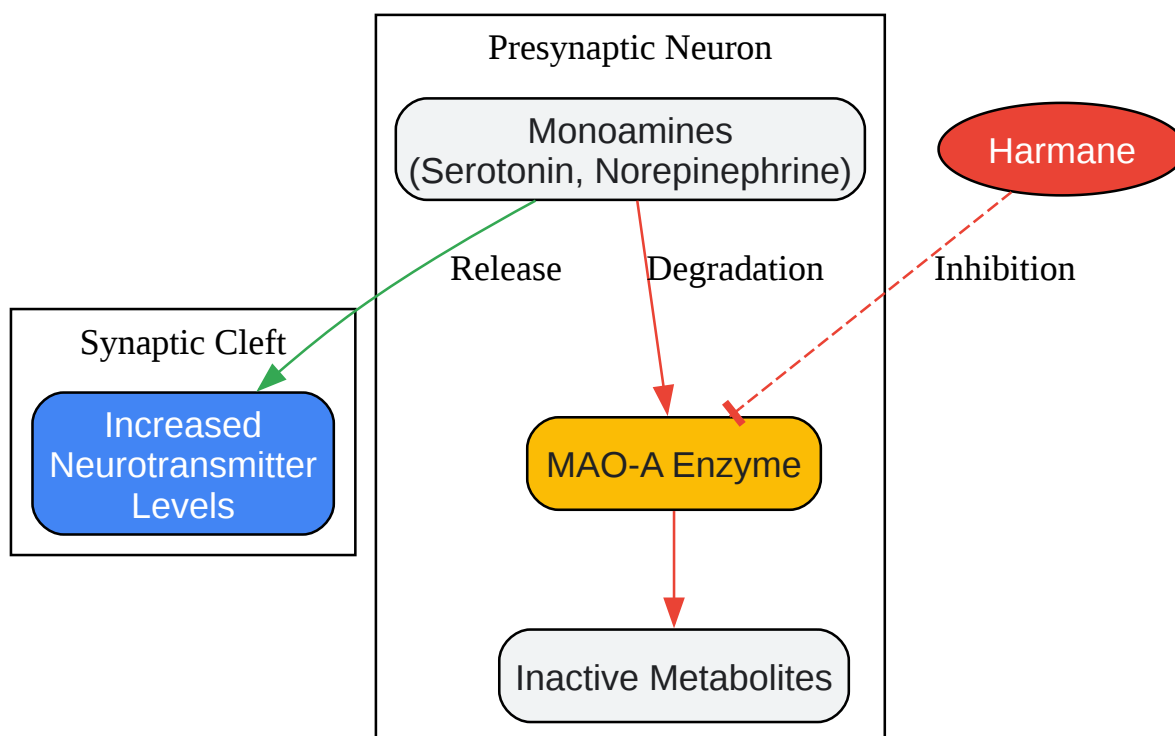 Presynaptic Neuron
Monoamines
(Serotonin, Norepinephrine)
Harmane
Release
Degradation
Inhibition
Synaptic Cleft
Increased
Neurotransmitter
Levels
MAO-A Enzyme
Inactive Metabolites